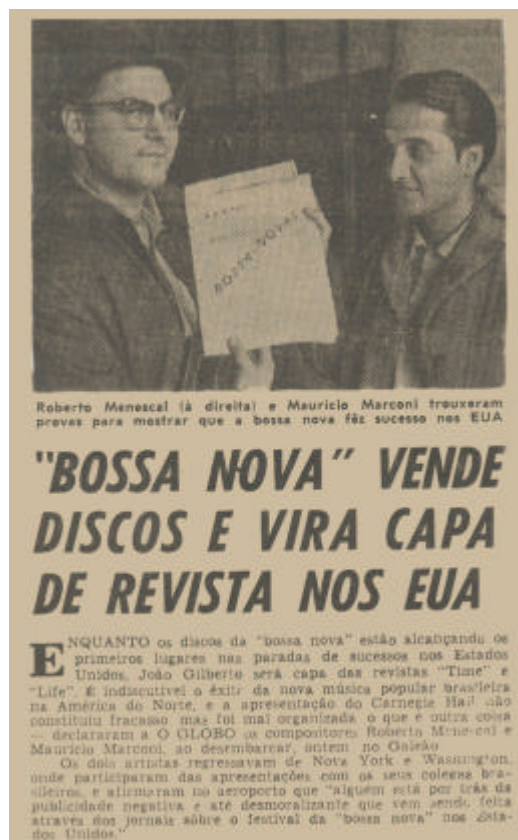 BOSSA NOVA
Roberto Menescal (à direita) e Mauricio Marconi trouxeram
provas para mostrar que a bossa nova fêz sucesso nos EUA
"BOSSA NOVA" VENDE
DISCOS E VIRA CAPA
DE REVISTA NOS EUA
ENQUANTO os discos da "bossa nova" estão alcançando os
primeiros lugares nas paradas de sucessos nos Estados
Unidos, João Gilberto será capa das revistas "Time" e
"Life". É indiscutível o êxito da nova música popular brasileira
na América do Norte, e a apresentação do Carnegie Hall não
constituiu fracasso mas foi mal organizada o que é outra coisa
— declararam a O GLOBO os compositores Roberto Menescal e
Mauricio Marconi, ao desembarcar, ontem no Galeão
Os dois artistas regressavam de Nova York e Washington,
onde participaram das apresentações com os seus colegas bra-
sileiros, e afirmaram no aeroporto que "alguém está por trás da
publicidade negativa e até desmoralizante que vem sendo feita
através dos jornais sôbre o festival da "bossa nova" nos Esta-
dos Unidos."